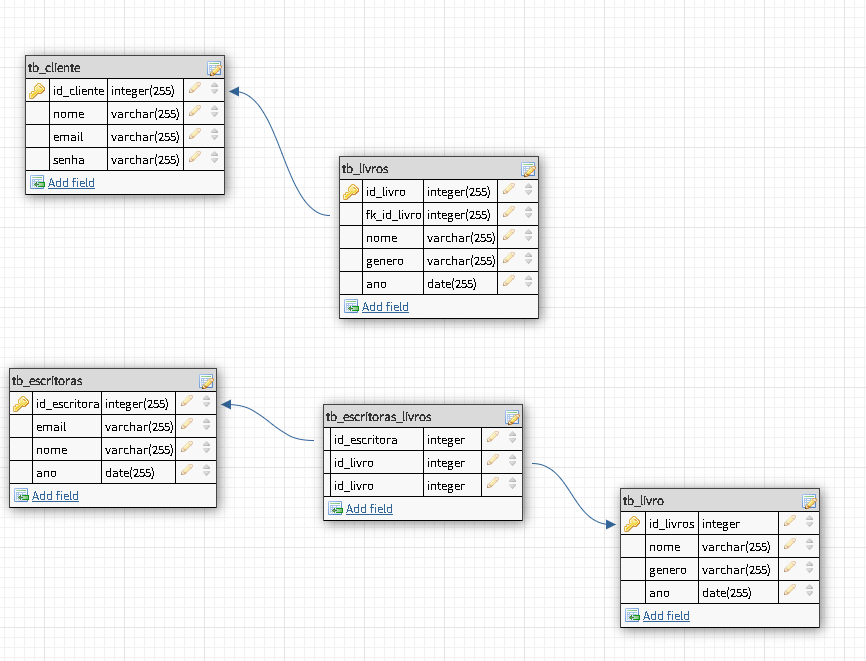 tb_cliente
id_cliente integer(255)
nome varchar(255)
email varchar(255)
senha varchar(255)
Add field
tb_livros
id_livro integer(255)
fk_id_livro integer(255)
nome varchar(255)
genero varchar(255)
ano date(255)
Add field
tb_escritoras
id_escritora integer(255)
email varchar(255)
nome varchar(255)
ano date(255)
Add field
tb_escritoras_livros
id_escritora integer
id_livro integer
id_livro integer
Add field
tb_livro
id_livros integer
nome varchar(255)
genero varchar(255)
ano date(255)
Add field